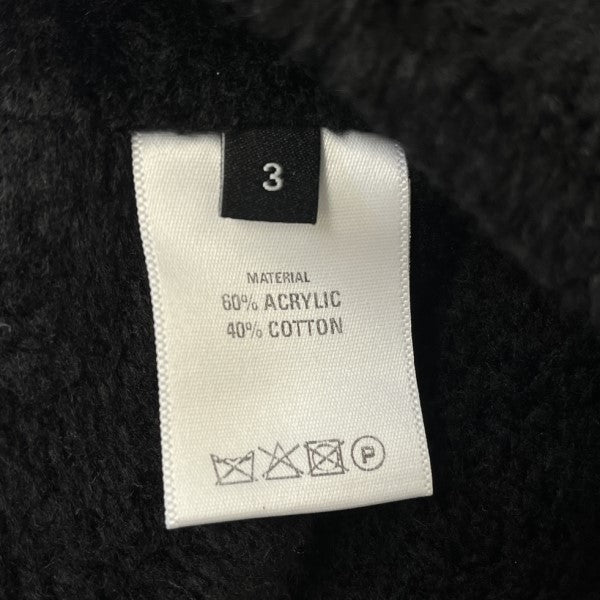 3
MATERIAL
60% ACRYLIC
40% COTTON
P